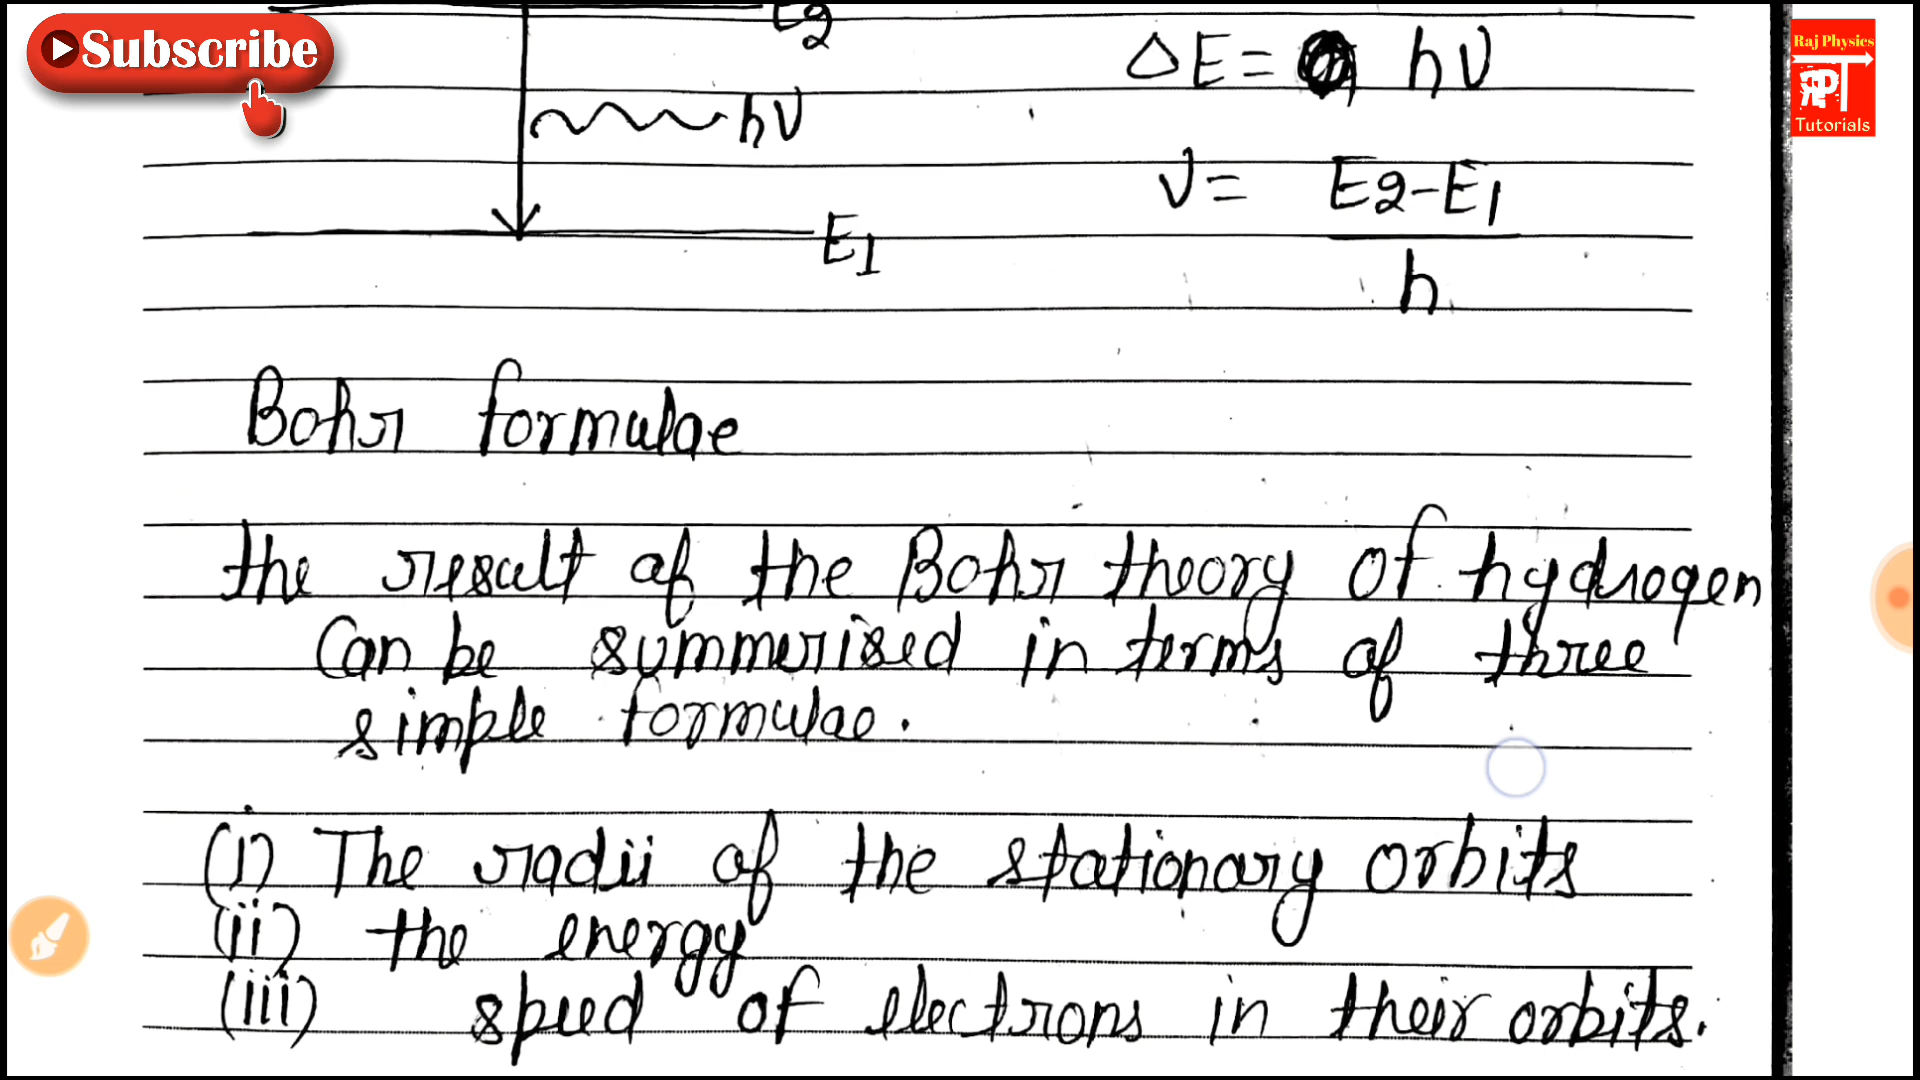 Subscribe
E2
ΔE = hν
Raj Physics
RPT
Tutorials
hν
ν = E2-E1
h
E1
Bohr formulae
the result of the Bohr theory of hydrogen
Can be summerised in terms of three
simple formulae.
(i) The radii of the stationary orbits
(ii) the energy
(iii) speed of electrons in their orbits.